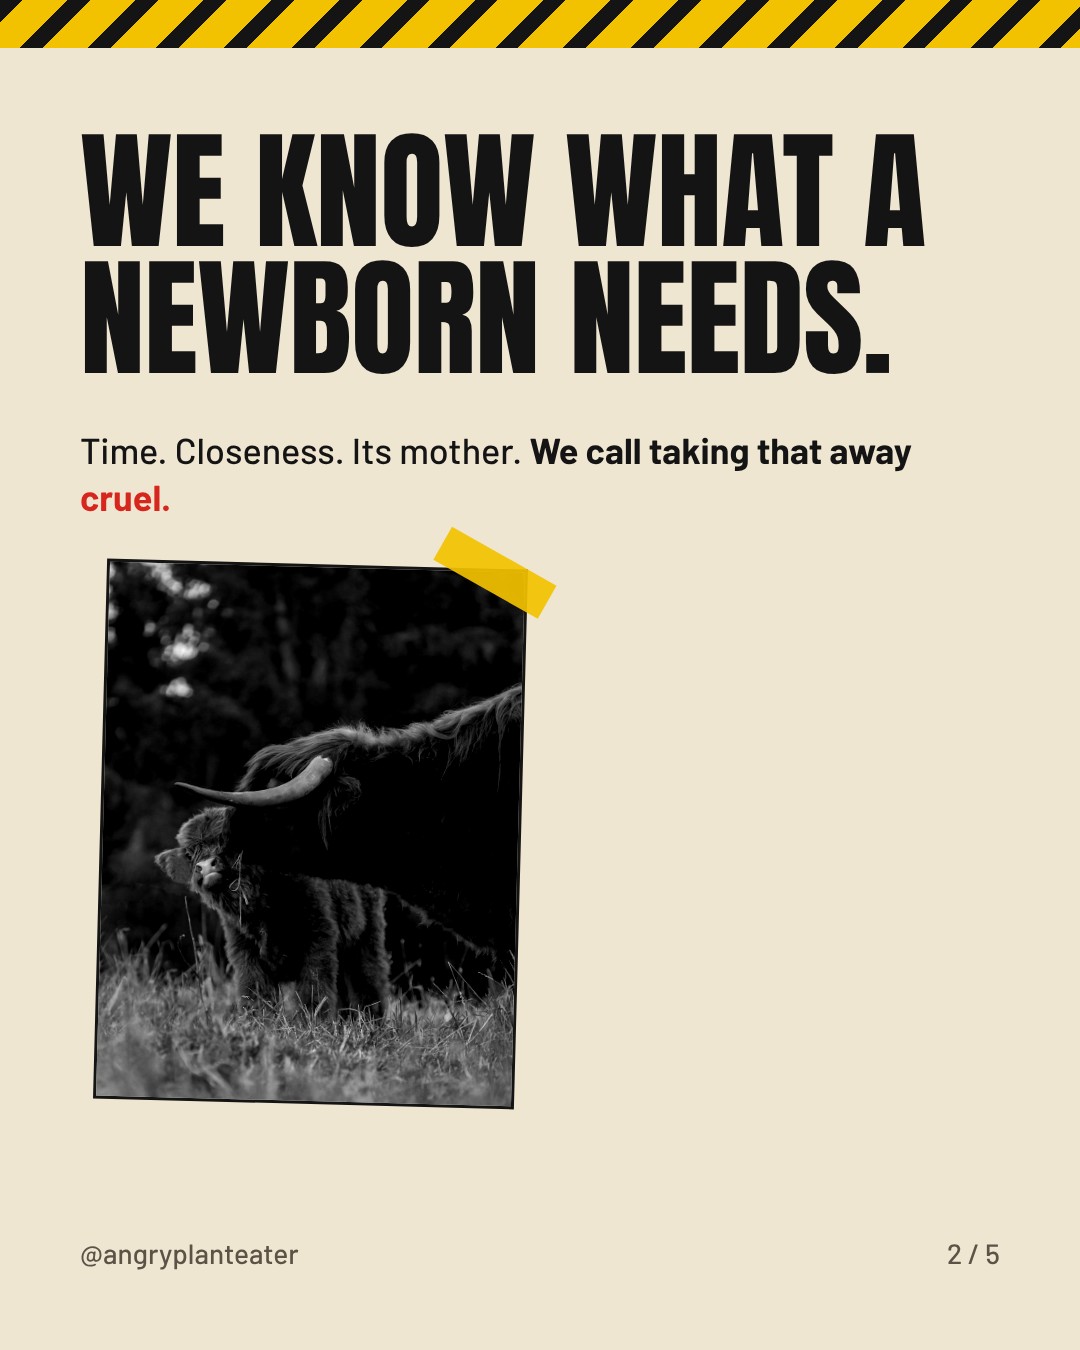 WE KNOW WHAT A
NEWBORN NEEDS.
Time. Closeness. Its mother. We call taking that away
cruel.
@angryplanteater
2 / 5